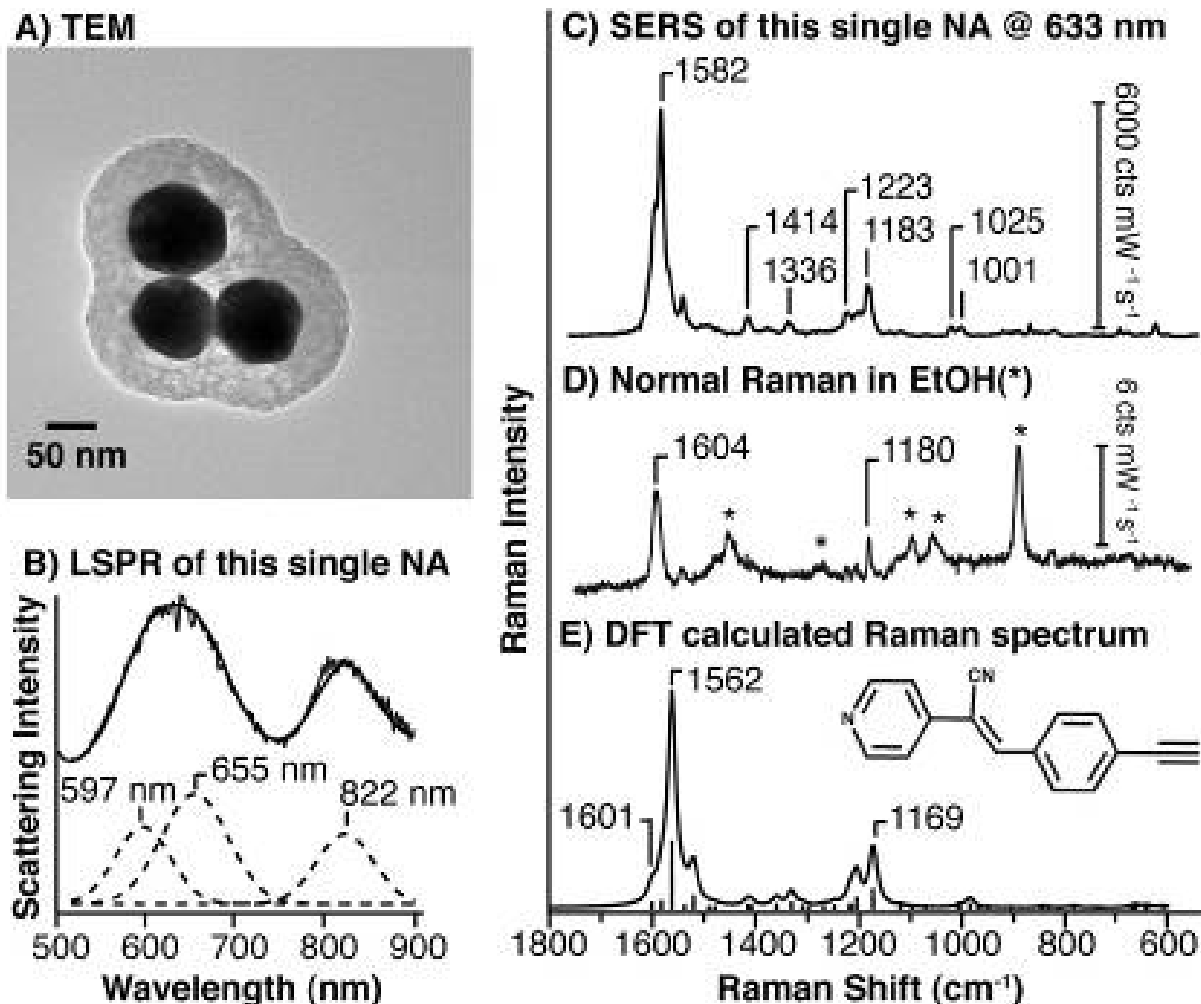 A) TEM
50 nm
B) LSPR of this single NA
Scattering Intensity
597 nm
655 nm
822 nm
500 600 700 800 900
Wavelength (nm)
C) SERS of this single NA @ 633 nm
1582
1414
1336
1223
1183
1025
1001
6000 cts mW⁻¹s⁻¹
D) Normal Raman in EtOH(*)
1604
1180
* * * * *
6 cts mW⁻¹s⁻¹
Raman Intensity
E) DFT calculated Raman spectrum
1562
1601
1169
CN
N
1800 1600 1400 1200 1000 800 600
Raman Shift (cm⁻¹)